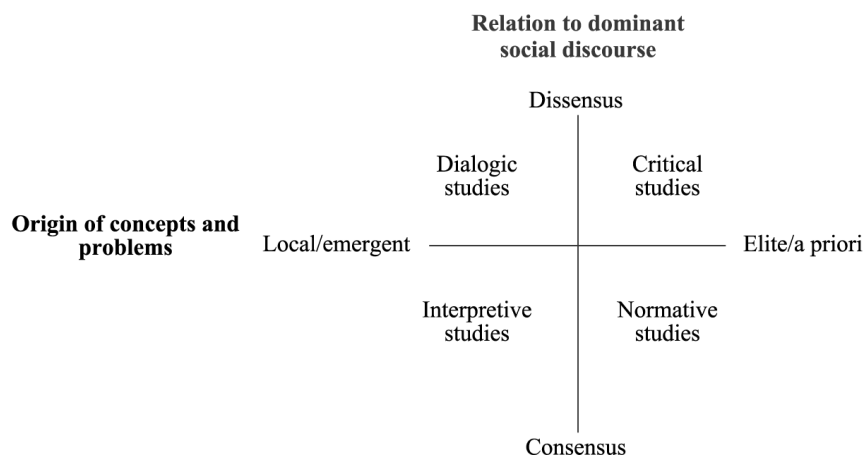 Relation to dominant
social discourse
Dissensus
Dialogic
studies
Critical
studies
Origin of concepts and
problems
Local/emergent
Elite/a priori
Interpretive
studies
Normative
studies
Consensus